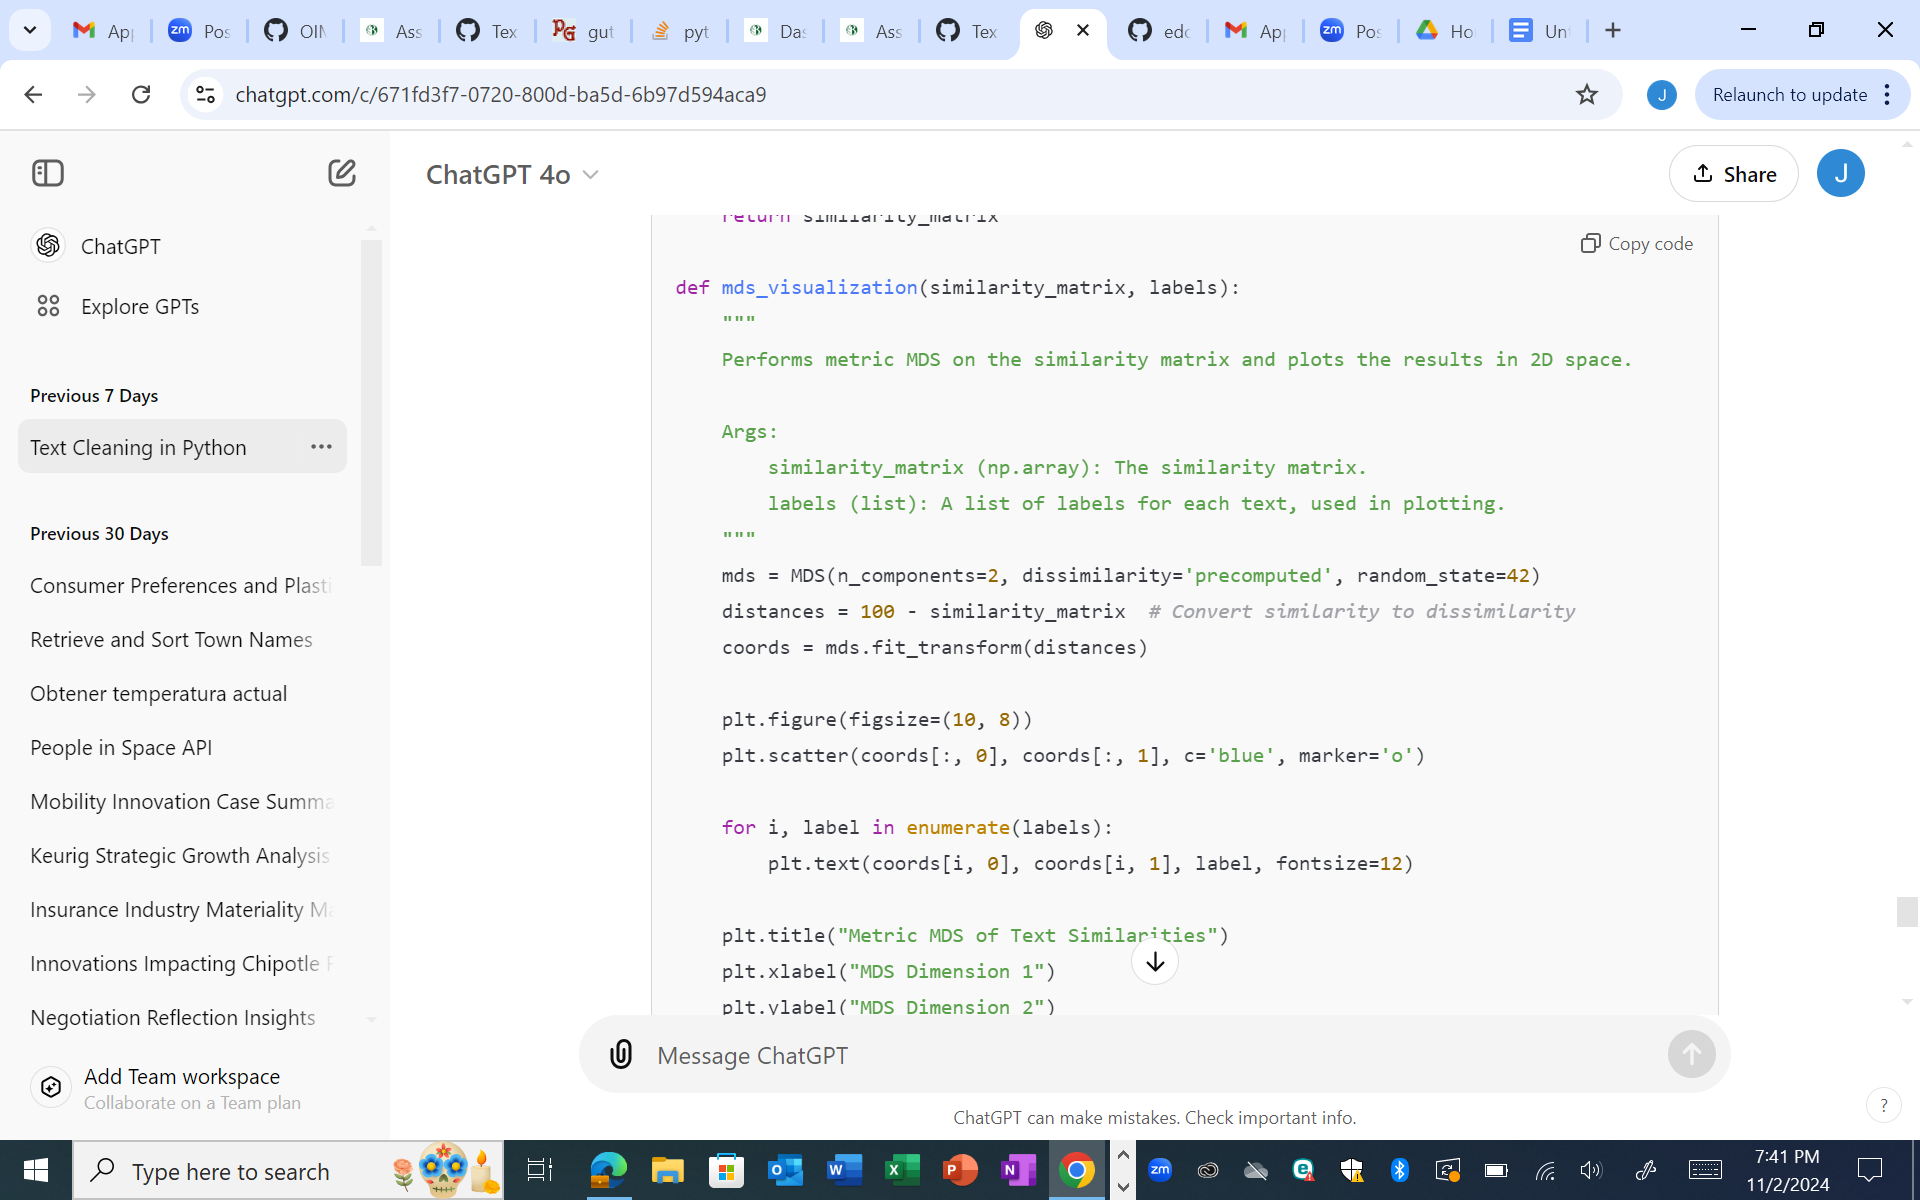 App
Pos
OIM
Ass
Tex
gut
pyt
Das
Ass
Tex
edo
App
Pos
Ho
Unt
chatgpt.com/c/671fd3f7-0720-800d-ba5d-6b97d594aca9
J
Relaunch to update
ChatGPT 4o
Share
J
ChatGPT
Explore GPTs
Previous 7 Days
Text Cleaning in Python
Previous 30 Days
Consumer Preferences and Plasti
Retrieve and Sort Town Names
Obtener temperatura actual
People in Space API
Mobility Innovation Case Summa
Keurig Strategic Growth Analysis
Insurance Industry Materiality Ma
Innovations Impacting Chipotle
Negotiation Reflection Insights
Add Team workspace
Collaborate on a Team plan
return similarity_matrix
Copy code
def mds_visualization(similarity_matrix, labels):
"""
Performs metric MDS on the similarity matrix and plots the results in 2D space.
Args:
similarity_matrix (np.array): The similarity matrix.
labels (list): A list of labels for each text, used in plotting.
"""
mds = MDS(n_components=2, dissimilarity='precomputed', random_state=42)
distances = 100 - similarity_matrix # Convert similarity to dissimilarity
coords = mds.fit_transform(distances)
plt.figure(figsize=(10, 8))
plt.scatter(coords[:, 0], coords[:, 1], c='blue', marker='o')
for i, label in enumerate(labels):
plt.text(coords[i, 0], coords[i, 1], label, fontsize=12)
plt.title("Metric MDS of Text Similarities")
plt.xlabel("MDS Dimension 1")
plt.ylabel("MDS Dimension 2")
Message ChatGPT
ChatGPT can make mistakes. Check important info.
?
Type here to search
7:41 PM
11/2/2024